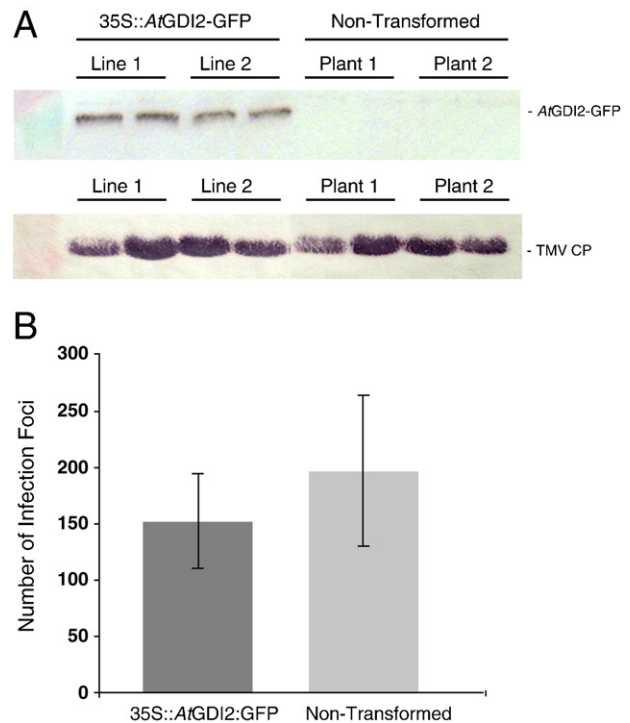 A
35S::AtGDI2-GFP Non-Transformed
Line 1 Line 2 Plant 1 Plant 2
- AtGDI2-GFP
Line 1 Line 2 Plant 1 Plant 2
- TMV CP
B
Number of Infection Foci
300
250
200
150
100
50
0
35S::AtGDI2:GFP Non-Transformed